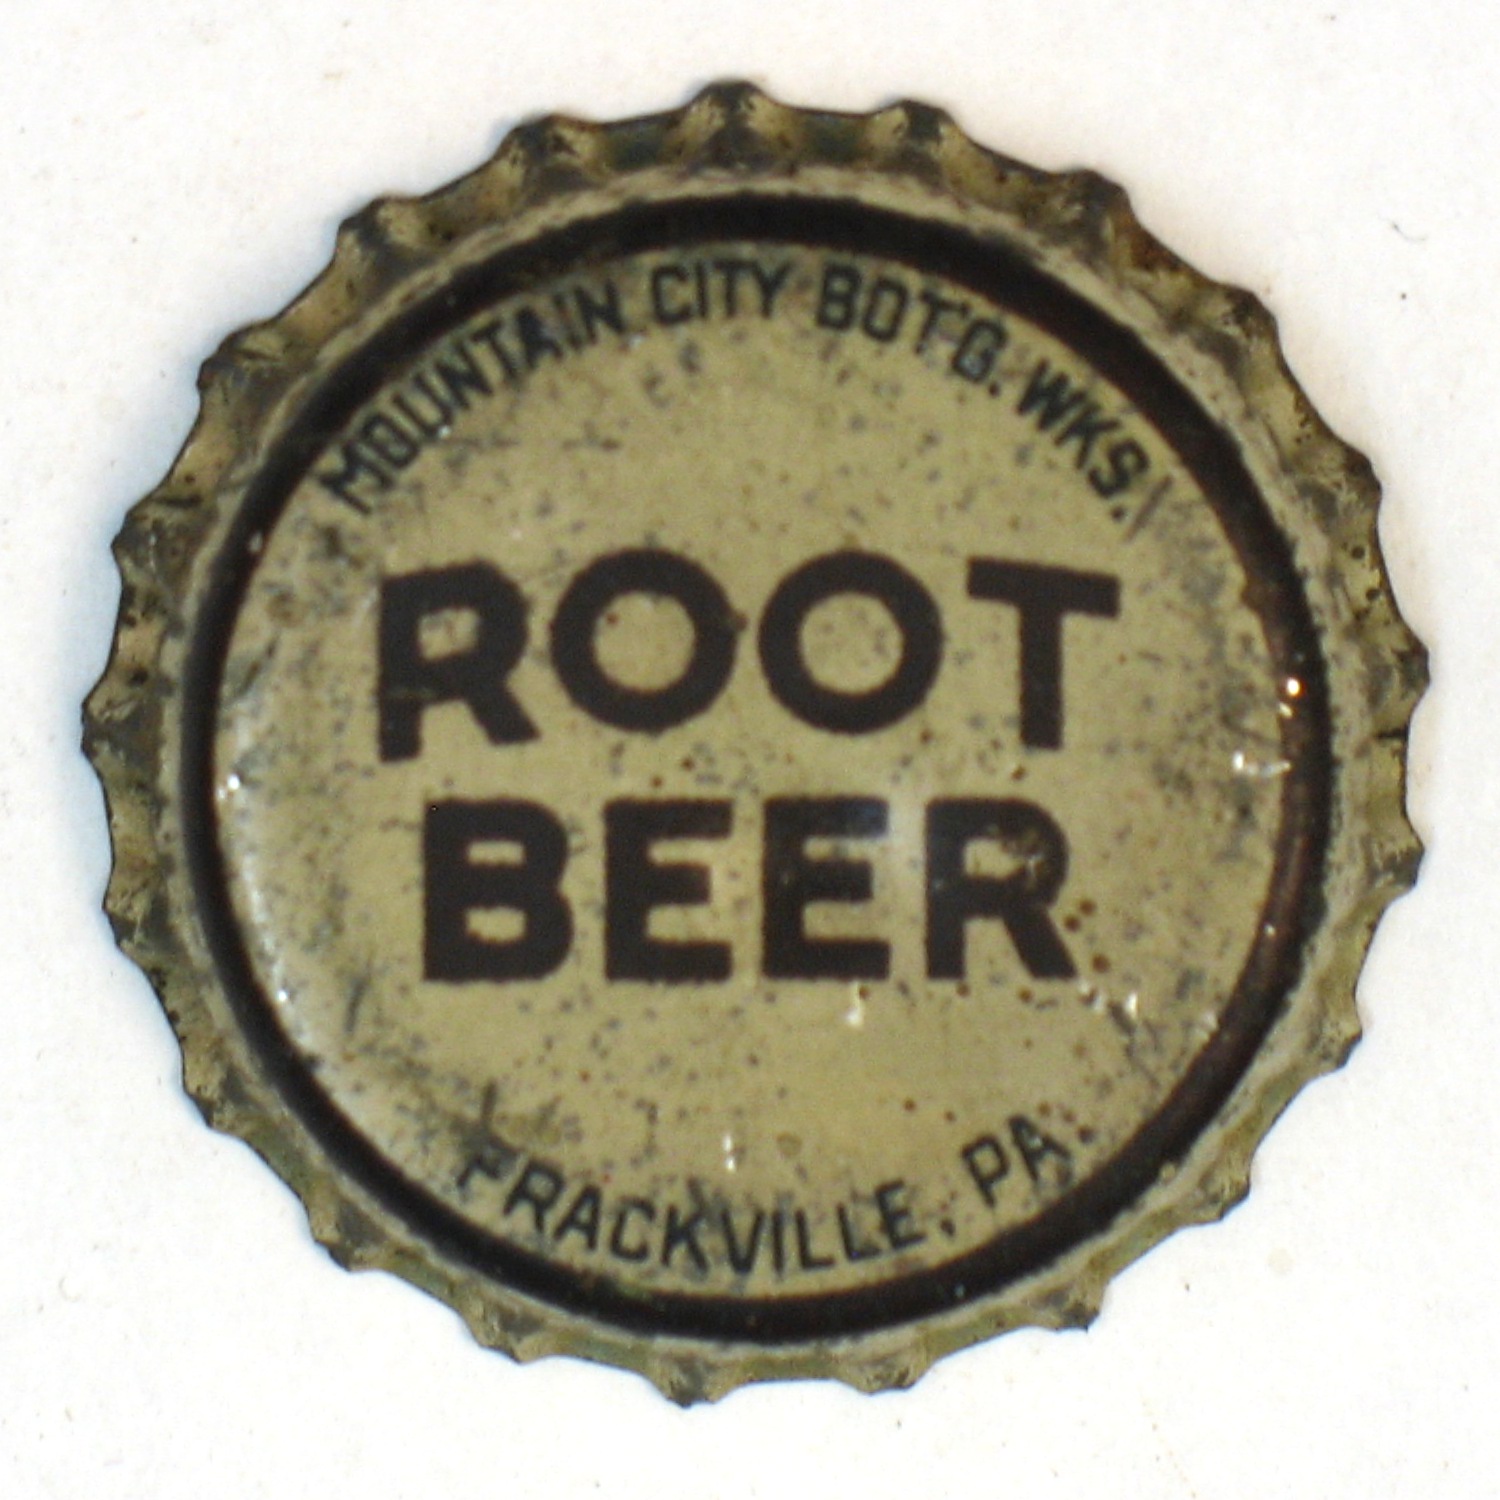 MOUNTAIN CITY BOT'G. WKS.
ROOT
BEER
FRACKVILLE, PA.